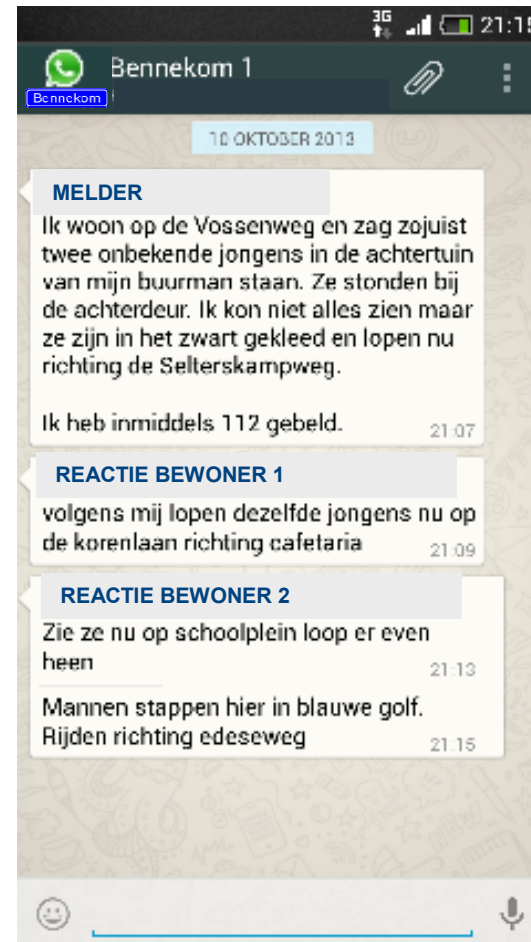 3G 21:15
Bennekom 1
Bennekom
10 OKTOBER 2013
MELDER
Ik woon op de Vossenweg en zag zojuist
twee onbekende jongens in de achtertuin
van mijn buurman staan. Ze stonden bij
de achterdeur. Ik kon niet alles zien maar
ze zijn in het zwart gekleed en lopen nu
richting de Selterskampweg.
Ik heb inmiddels 112 gebeld.
21:07
REACTIE BEWONER 1
volgens mij lopen dezelfde jongens nu op
de korenlaan richting cafetaria
21:09
REACTIE BEWONER 2
Zie ze nu op schoolplein loop er even
heen
21:13
Mannen stappen hier in blauwe golf.
Rijden richting edeseweg
21:15